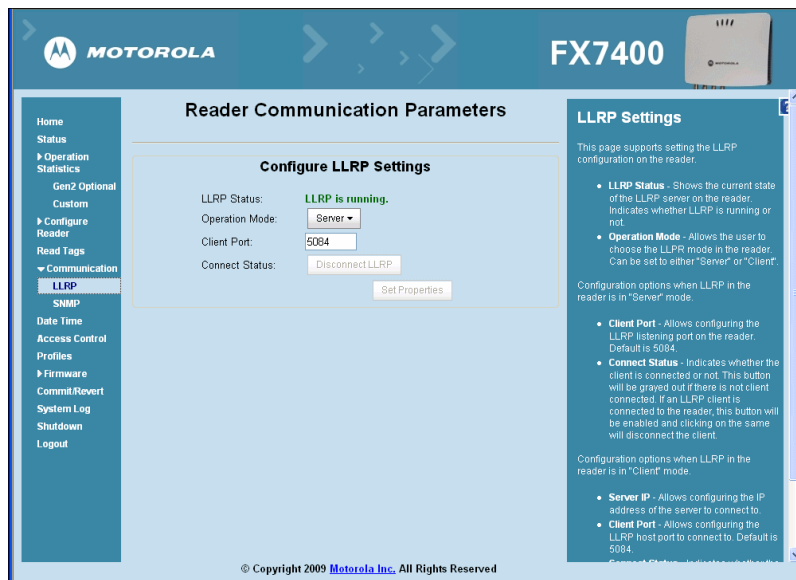 MOTOROLA
FX7400
MOTOROLA
Home
Status
Operation
Statistics
Gen2 Optional
Custom
Configure
Reader
Read Tags
Communication
LLRP
SNMP
Date Time
Access Control
Profiles
Firmware
Commit/Revert
System Log
Shutdown
Logout
Reader Communication Parameters
Configure LLRP Settings
LLRP Status: LLRP is running.
Operation Mode: Server
Client Port: 5084
Connect Status: Disconnect LLRP
Set Properties
© Copyright 2009 Motorola Inc. All Rights Reserved
?
LLRP Settings
This page supports setting the LLRP
configuration on the reader.
LLRP Status - Shows the current state
of the LLRP server on the reader.
Indicates whether LLRP is running or
not.
Operation Mode - Allows the user to
choose the LLPR mode in the reader.
Can be set to either "Server" or "Client".
Configuration options when LLRP in the
reader is in "Server" mode.
Client Port - Allows configuring the
LLRP listening port on the reader.
Default is 5084.
Connect Status - Indicates whether the
client is connected or not. This button
will be grayed out if there is not client
connected. If an LLRP client is
connected to the reader, this button will
be enabled and clicking on the same
will disconnect the client.
Configuration options when LLRP in the
reader is in "Client" mode.
Server IP - Allows configuring the IP
address of the server to connect to.
Client Port - Allows configuring the
LLRP host port to connect to. Default is
5084.
Connect Status - Indicates whether the